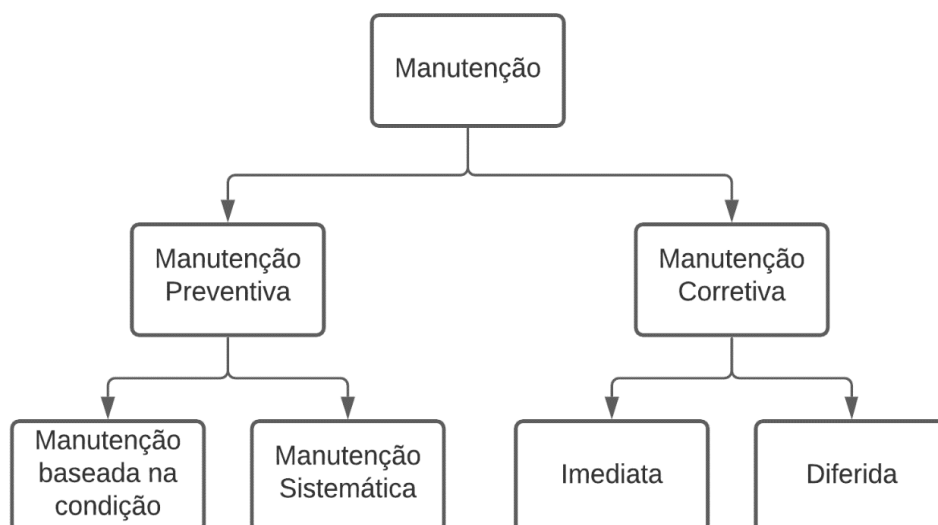 Manutenção
Manutenção
Preventiva
Manutenção
Corretiva
Manutenção
baseada na
condição
Manutenção
Sistemática
Imediata
Diferida